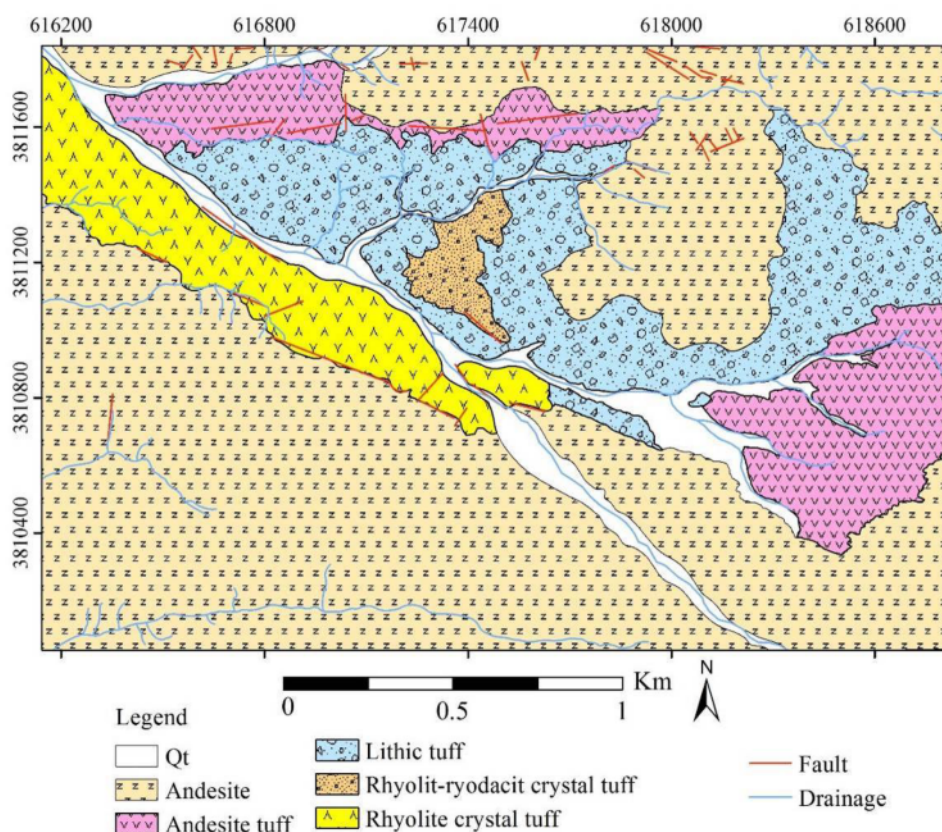 616200 616800 617400 618000 618600
3811600
3811200
3810800
3810400
N
Km
0 0.5 1
Legend
Qt
Andesite
Andesite tuff
Lithic tuff
Rhyolit-ryodacit crystal tuff
Rhyolite crystal tuff
Fault
Drainage